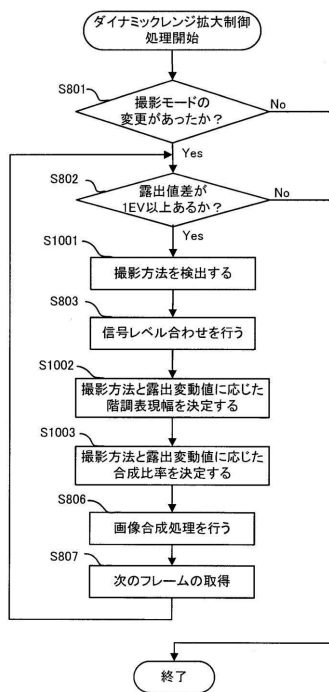 ダイナミックレンジ拡大制御
処理開始
S801
撮影モードの
変更があったか？
No
Yes
S802
露出値差が
1EV以上あるか？
No
Yes
S1001
撮影方法を検出する
S803
信号レベル合わせを行う
S1002
撮影方法と露出変動値に応じた
階調表現幅を決定する
S1003
撮影方法と露出変動値に応じた
合成比率を決定する
S806
画像合成処理を行う
S807
次のフレームの取得
終了